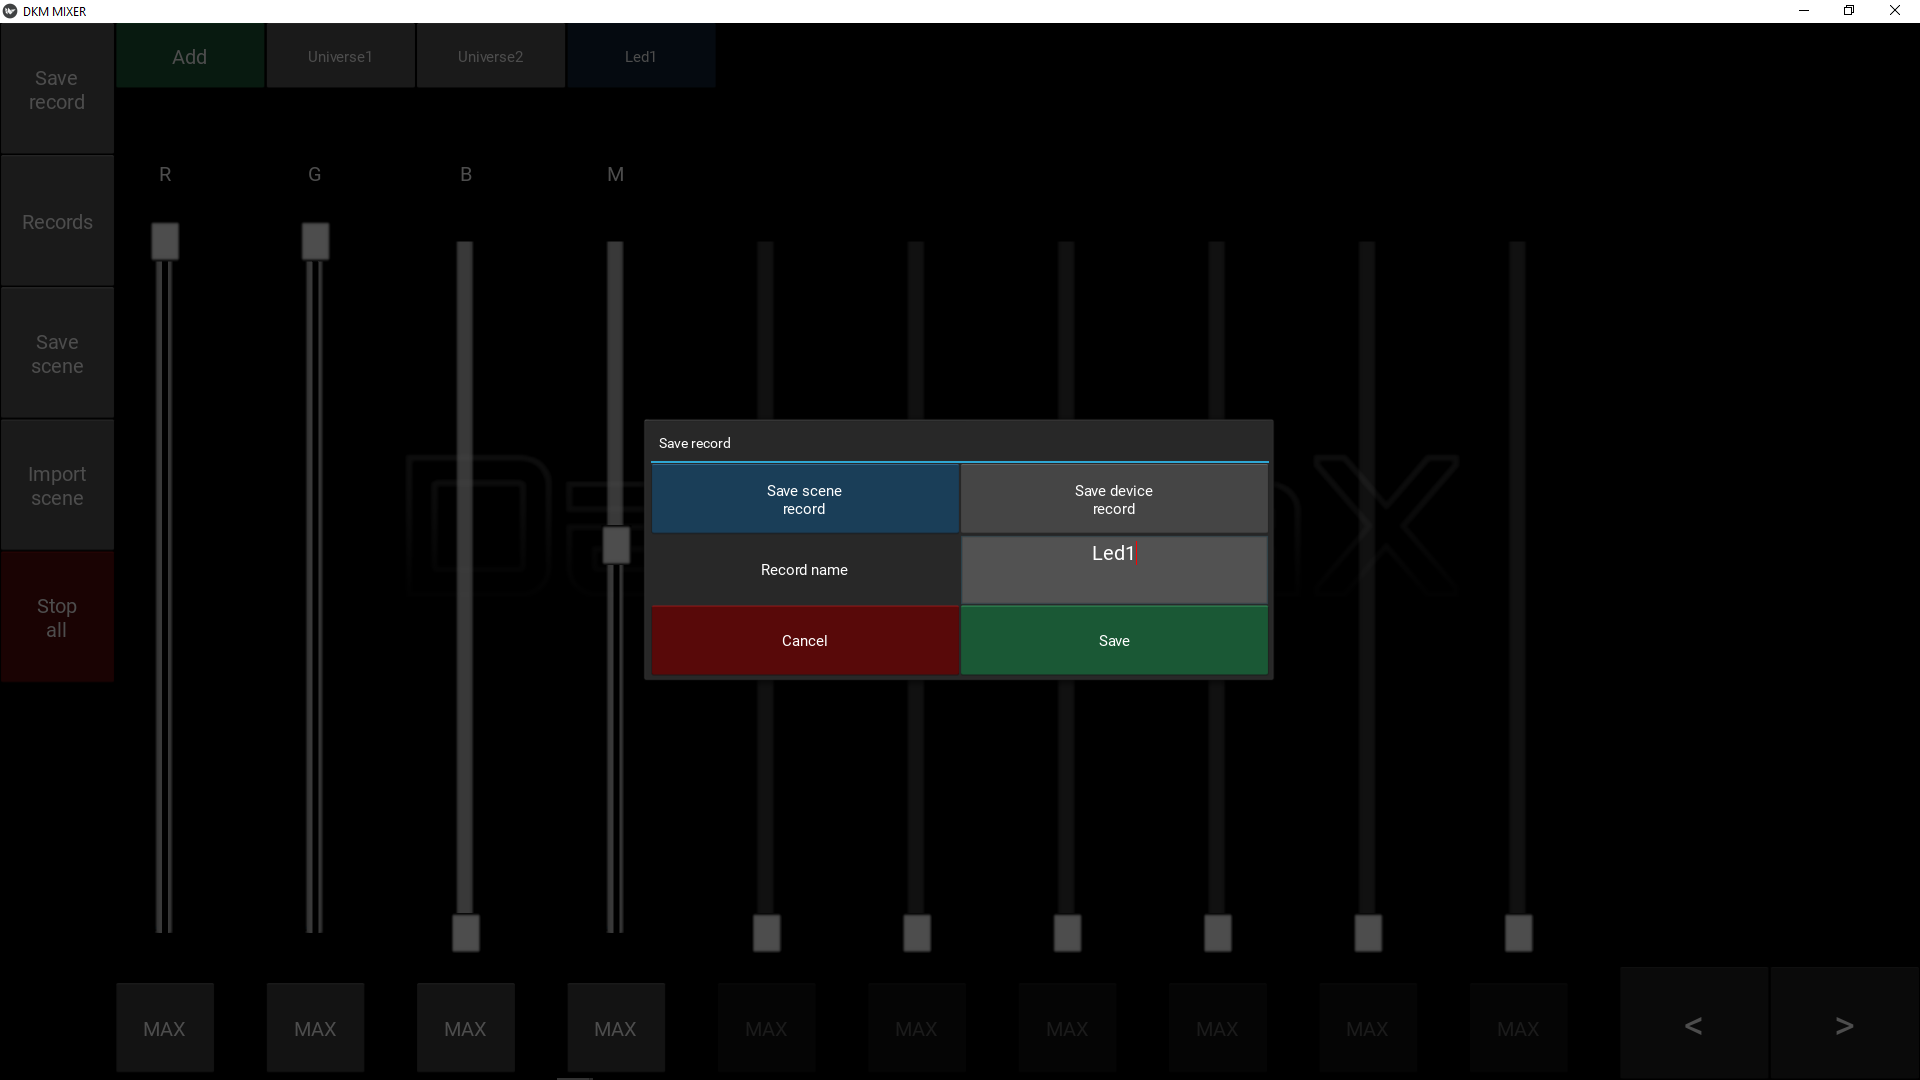 DKM MIXER
Save
record
Add
Universe1
Universe2
Led1
Records
Save
scene
Import
scene
Stop
all
R
G
B
M
Save record
Save scene
record
Save device
record
Record name
Led1
Cancel
Save
MAX
MAX
MAX
MAX
MAX
MAX
MAX
MAX
MAX
MAX
<
>